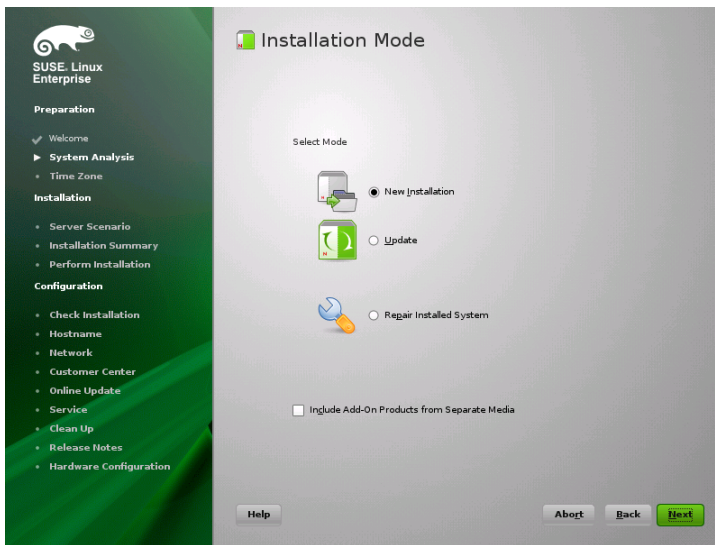 SUSE. Linux
Enterprise
Preparation
Welcome
System Analysis
Time Zone
Installation
Server Scenario
Installation Summary
Perform Installation
Configuration
Check Installation
Hostname
Network
Customer Center
Online Update
Service
Clean Up
Release Notes
Hardware Configuration
Installation Mode
Select Mode
New Installation
Update
Repair Installed System
Include Add-On Products from Separate Media
Help
Abort
Back
Next